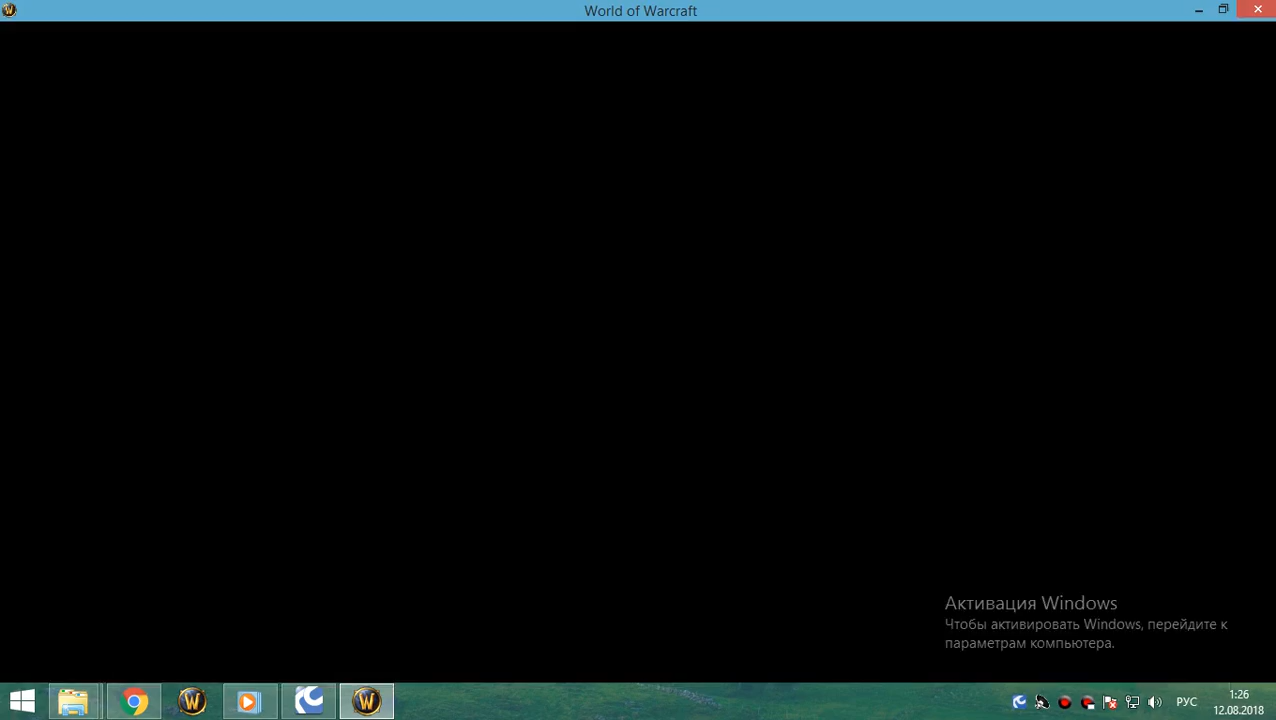 World of Warcraft
Активация Windows
Чтобы активировать Windows, перейдите к
параметрам компьютера.
РУС
1:26
12.08.2018